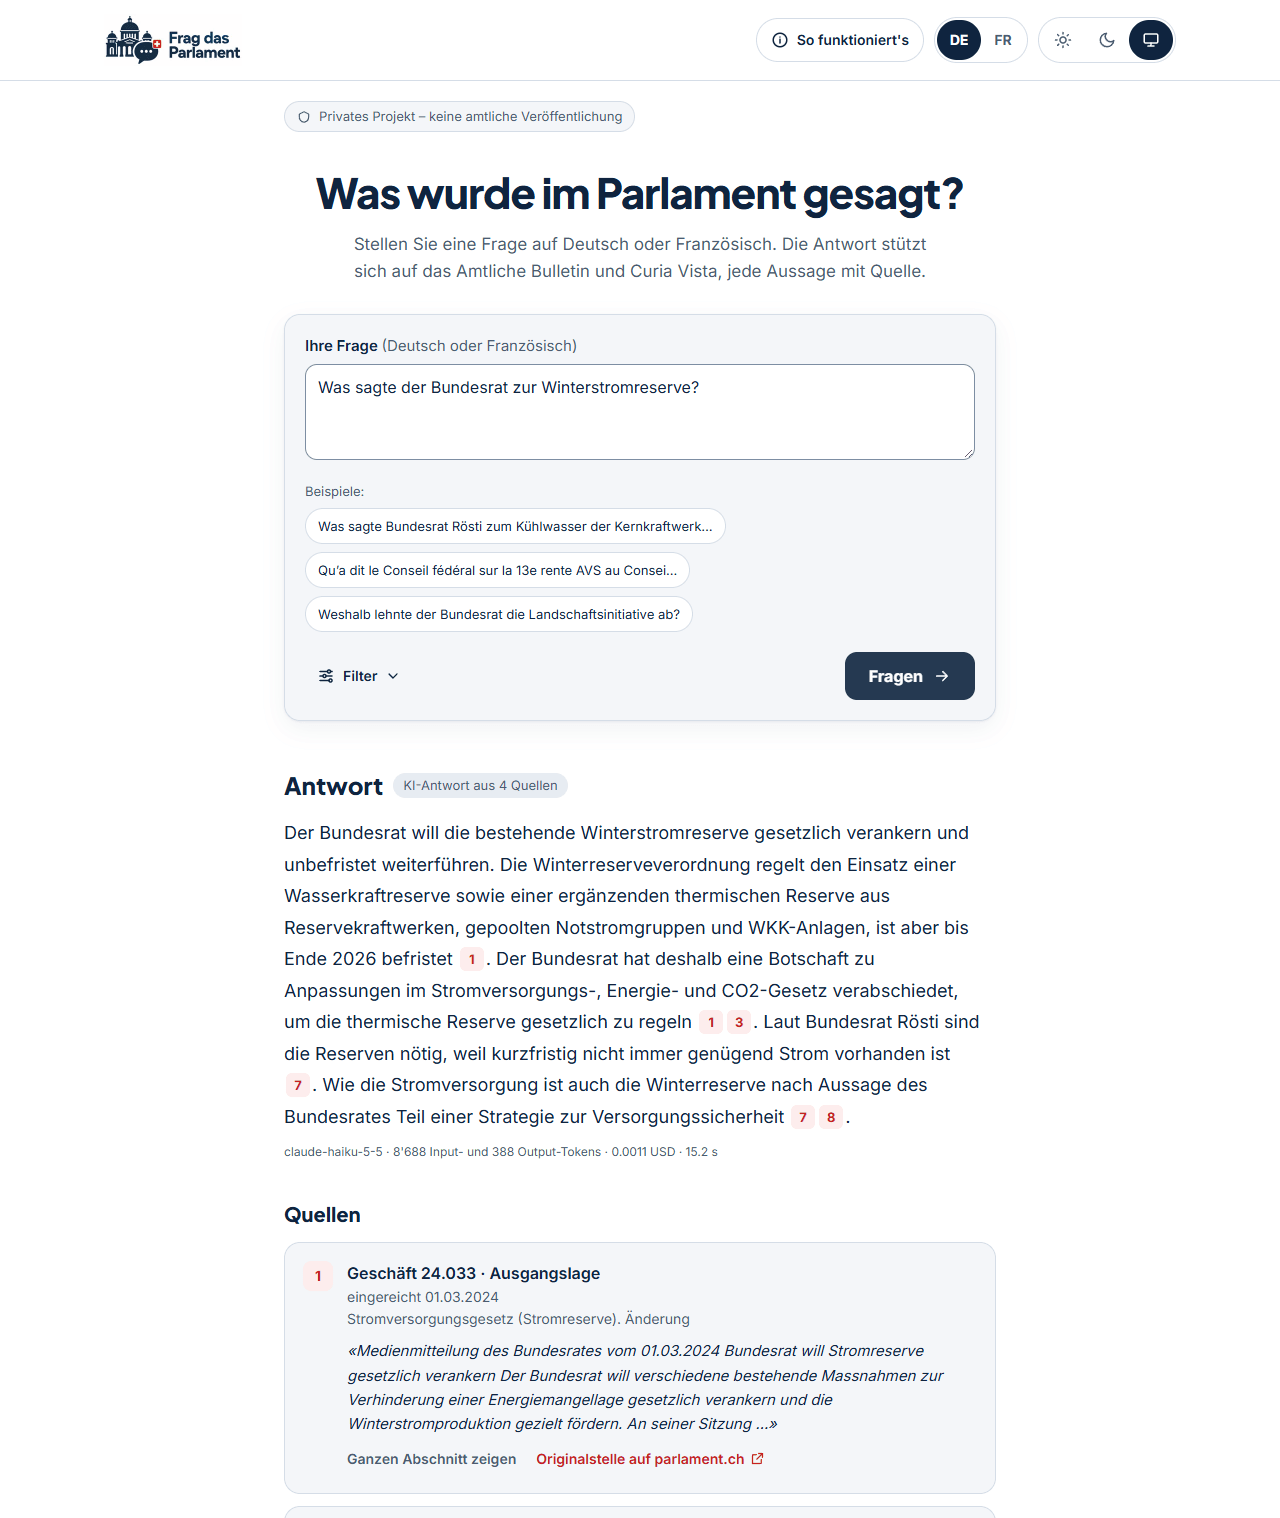 Frag das
Parlament
So funktioniert's
DE
FR
Privates Projekt – keine amtliche Veröffentlichung
Was wurde im Parlament gesagt?
Stellen Sie eine Frage auf Deutsch oder Französisch. Die Antwort stützt
sich auf das Amtliche Bulletin und Curia Vista, jede Aussage mit Quelle.
Ihre Frage (Deutsch oder Französisch)
Was sagte der Bundesrat zur Winterstromreserve?
Beispiele:
Was sagte Bundesrat Rösti zum Kühlwasser der Kernkraftwerk...
Qu'a dit le Conseil fédéral sur la 13e rente AVS au Consei...
Weshalb lehnte der Bundesrat die Landschaftsinitiative ab?
Filter
Fragen
Antwort
KI-Antwort aus 4 Quellen
Der Bundesrat will die bestehende Winterstromreserve gesetzlich verankern und
unbefristet weiterführen. Die Winterreserveverordnung regelt den Einsatz einer
Wasserkraftreserve sowie einer ergänzenden thermischen Reserve aus
Reservekraftwerken, gepoolten Notstromgruppen und WKK-Anlagen, ist aber bis
Ende 2026 befristet 1. Der Bundesrat hat deshalb eine Botschaft zu
Anpassungen im Stromversorgungs-, Energie- und CO2-Gesetz verabschiedet,
um die thermische Reserve gesetzlich zu regeln 1 3. Laut Bundesrat Rösti sind
die Reserven nötig, weil kurzfristig nicht immer genügend Strom vorhanden ist
7. Wie die Stromversorgung ist auch die Winterreserve nach Aussage des
Bundesrates Teil einer Strategie zur Versorgungssicherheit 7 8.
claude-haiku-5-5 · 8'688 Input- und 388 Output-Tokens · 0.0011 USD · 15.2 s
Quellen
1
Geschäft 24.033 · Ausgangslage
eingereicht 01.03.2024
Stromversorgungsgesetz (Stromreserve). Änderung
«Medienmitteilung des Bundesrates vom 01.03.2024 Bundesrat will Stromreserve
gesetzlich verankern Der Bundesrat will verschiedene bestehende Massnahmen zur
Verhinderung einer Energiemangellage gesetzlich verankern und die
Winterstromproduktion gezielt fördern. An seiner Sitzung ...»
Ganzen Abschnitt zeigen
Originalstelle auf parlament.ch